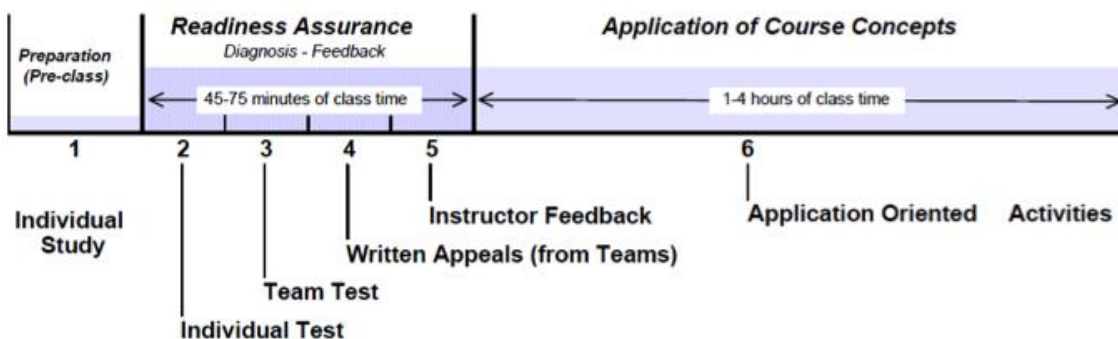 Readiness Assurance
Application of Course Concepts
Preparation
(Pre-class)
Diagnosis - Feedback
45-75 minutes of class time
1-4 hours of class time
1
2
3
4
5
6
Individual
Study
Instructor Feedback
Application Oriented Activities
Written Appeals (from Teams)
Team Test
Individual Test